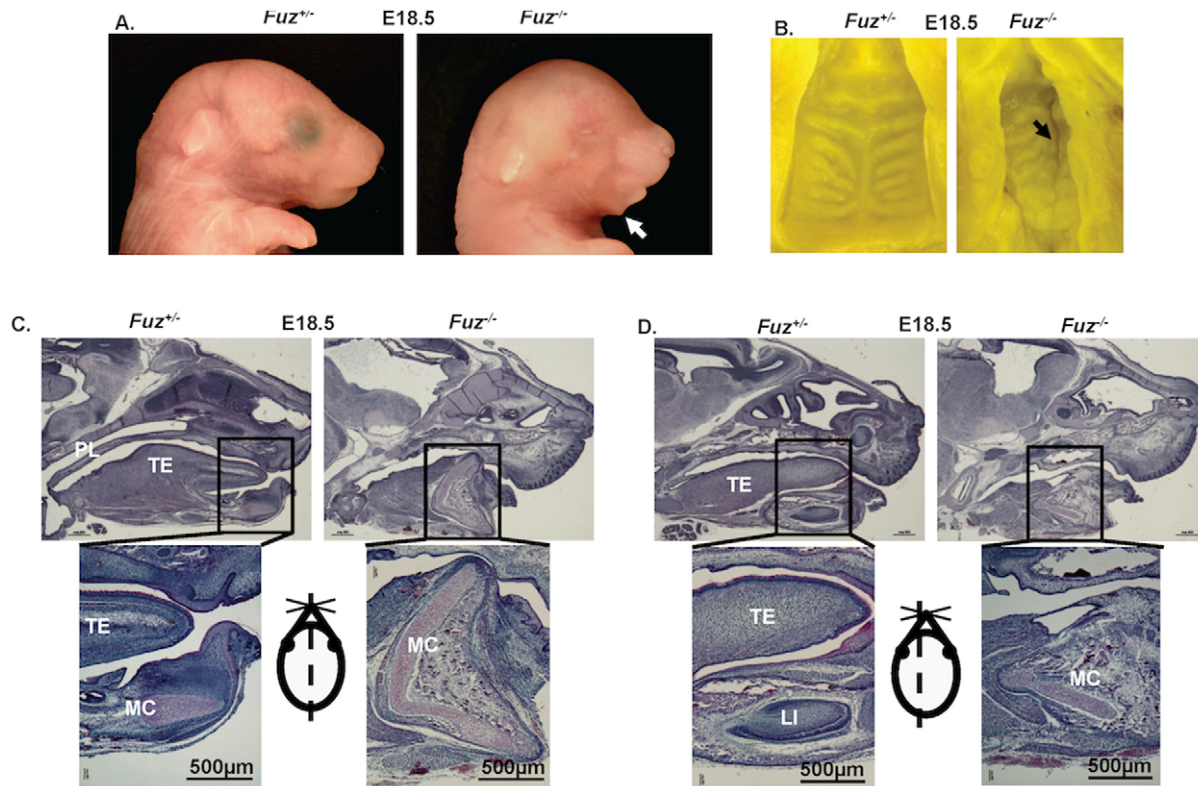 A. Fuz+/- E18.5 Fuz-/-
B. Fuz+/- E18.5 Fuz-/-
C. Fuz+/- E18.5 Fuz-/-
PL TE
TE
MC
500µm
MC
500µm
D. Fuz+/- E18.5 Fuz-/-
TE
TE
LI
500µm
MC
500µm